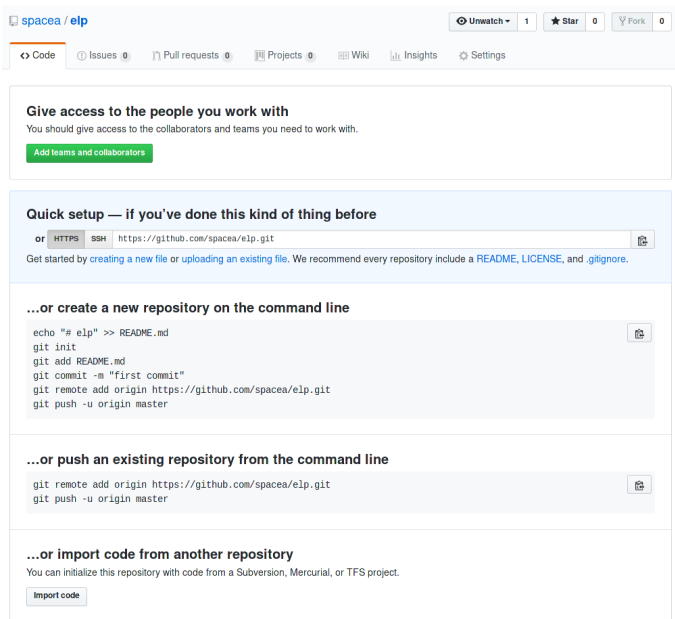 spacea / elp
Unwatch 1 Star 0 Fork 0
Code Issues 0 Pull requests 0 Projects 0 Wiki Insights Settings
Give access to the people you work with
You should give access to the collaborators and teams you need to work with.
Add teams and collaborators
Quick setup — if you've done this kind of thing before
or HTTPS SSH https://github.com/spacea/elp.git
Get started by creating a new file or uploading an existing file. We recommend every repository include a README, LICENSE, and .gitignore.
…or create a new repository on the command line
echo "# elp" >> README.md
git init
git add README.md
git commit -m "first commit"
git remote add origin https://github.com/spacea/elp.git
git push -u origin master
…or push an existing repository from the command line
git remote add origin https://github.com/spacea/elp.git
git push -u origin master
…or import code from another repository
You can initialize this repository with code from a Subversion, Mercurial, or TFS project.
Import code